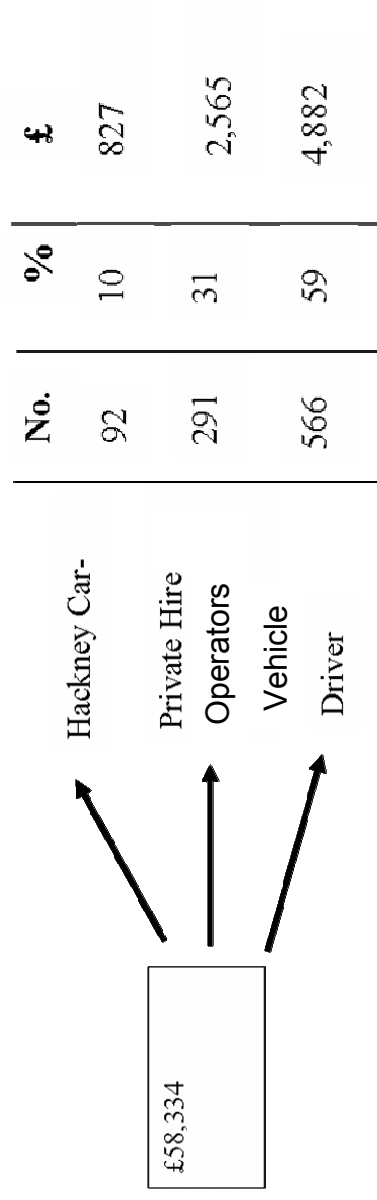 No. % £
Hackney Car- 92 10 827
Private Hire
Operators 291 31 2,565
Vehicle
Driver 566 59 4,882
£58,334